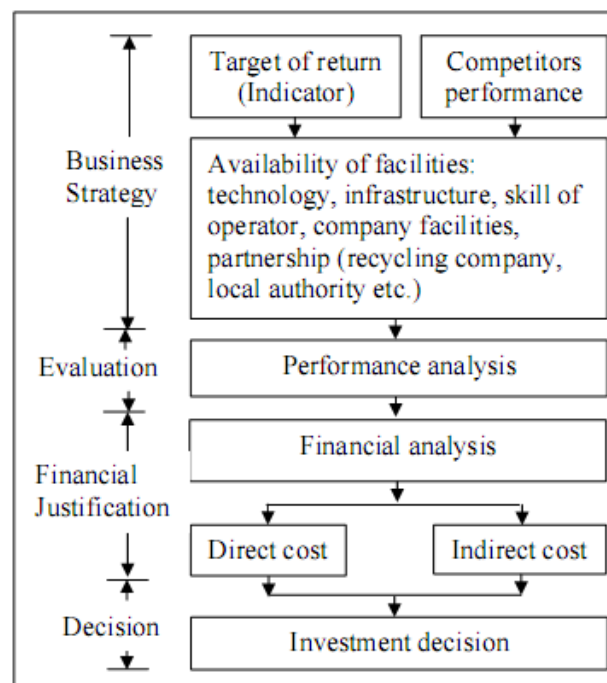 Target of return
(Indicator)
Competitors
performance
Business
Strategy
Availability of facilities:
technology, infrastructure, skill of
operator, company facilities,
partnership (recycling company,
local authority etc.)
Evaluation
Performance analysis
Financial
Justification
Financial analysis
Direct cost
Indirect cost
Decision
Investment decision